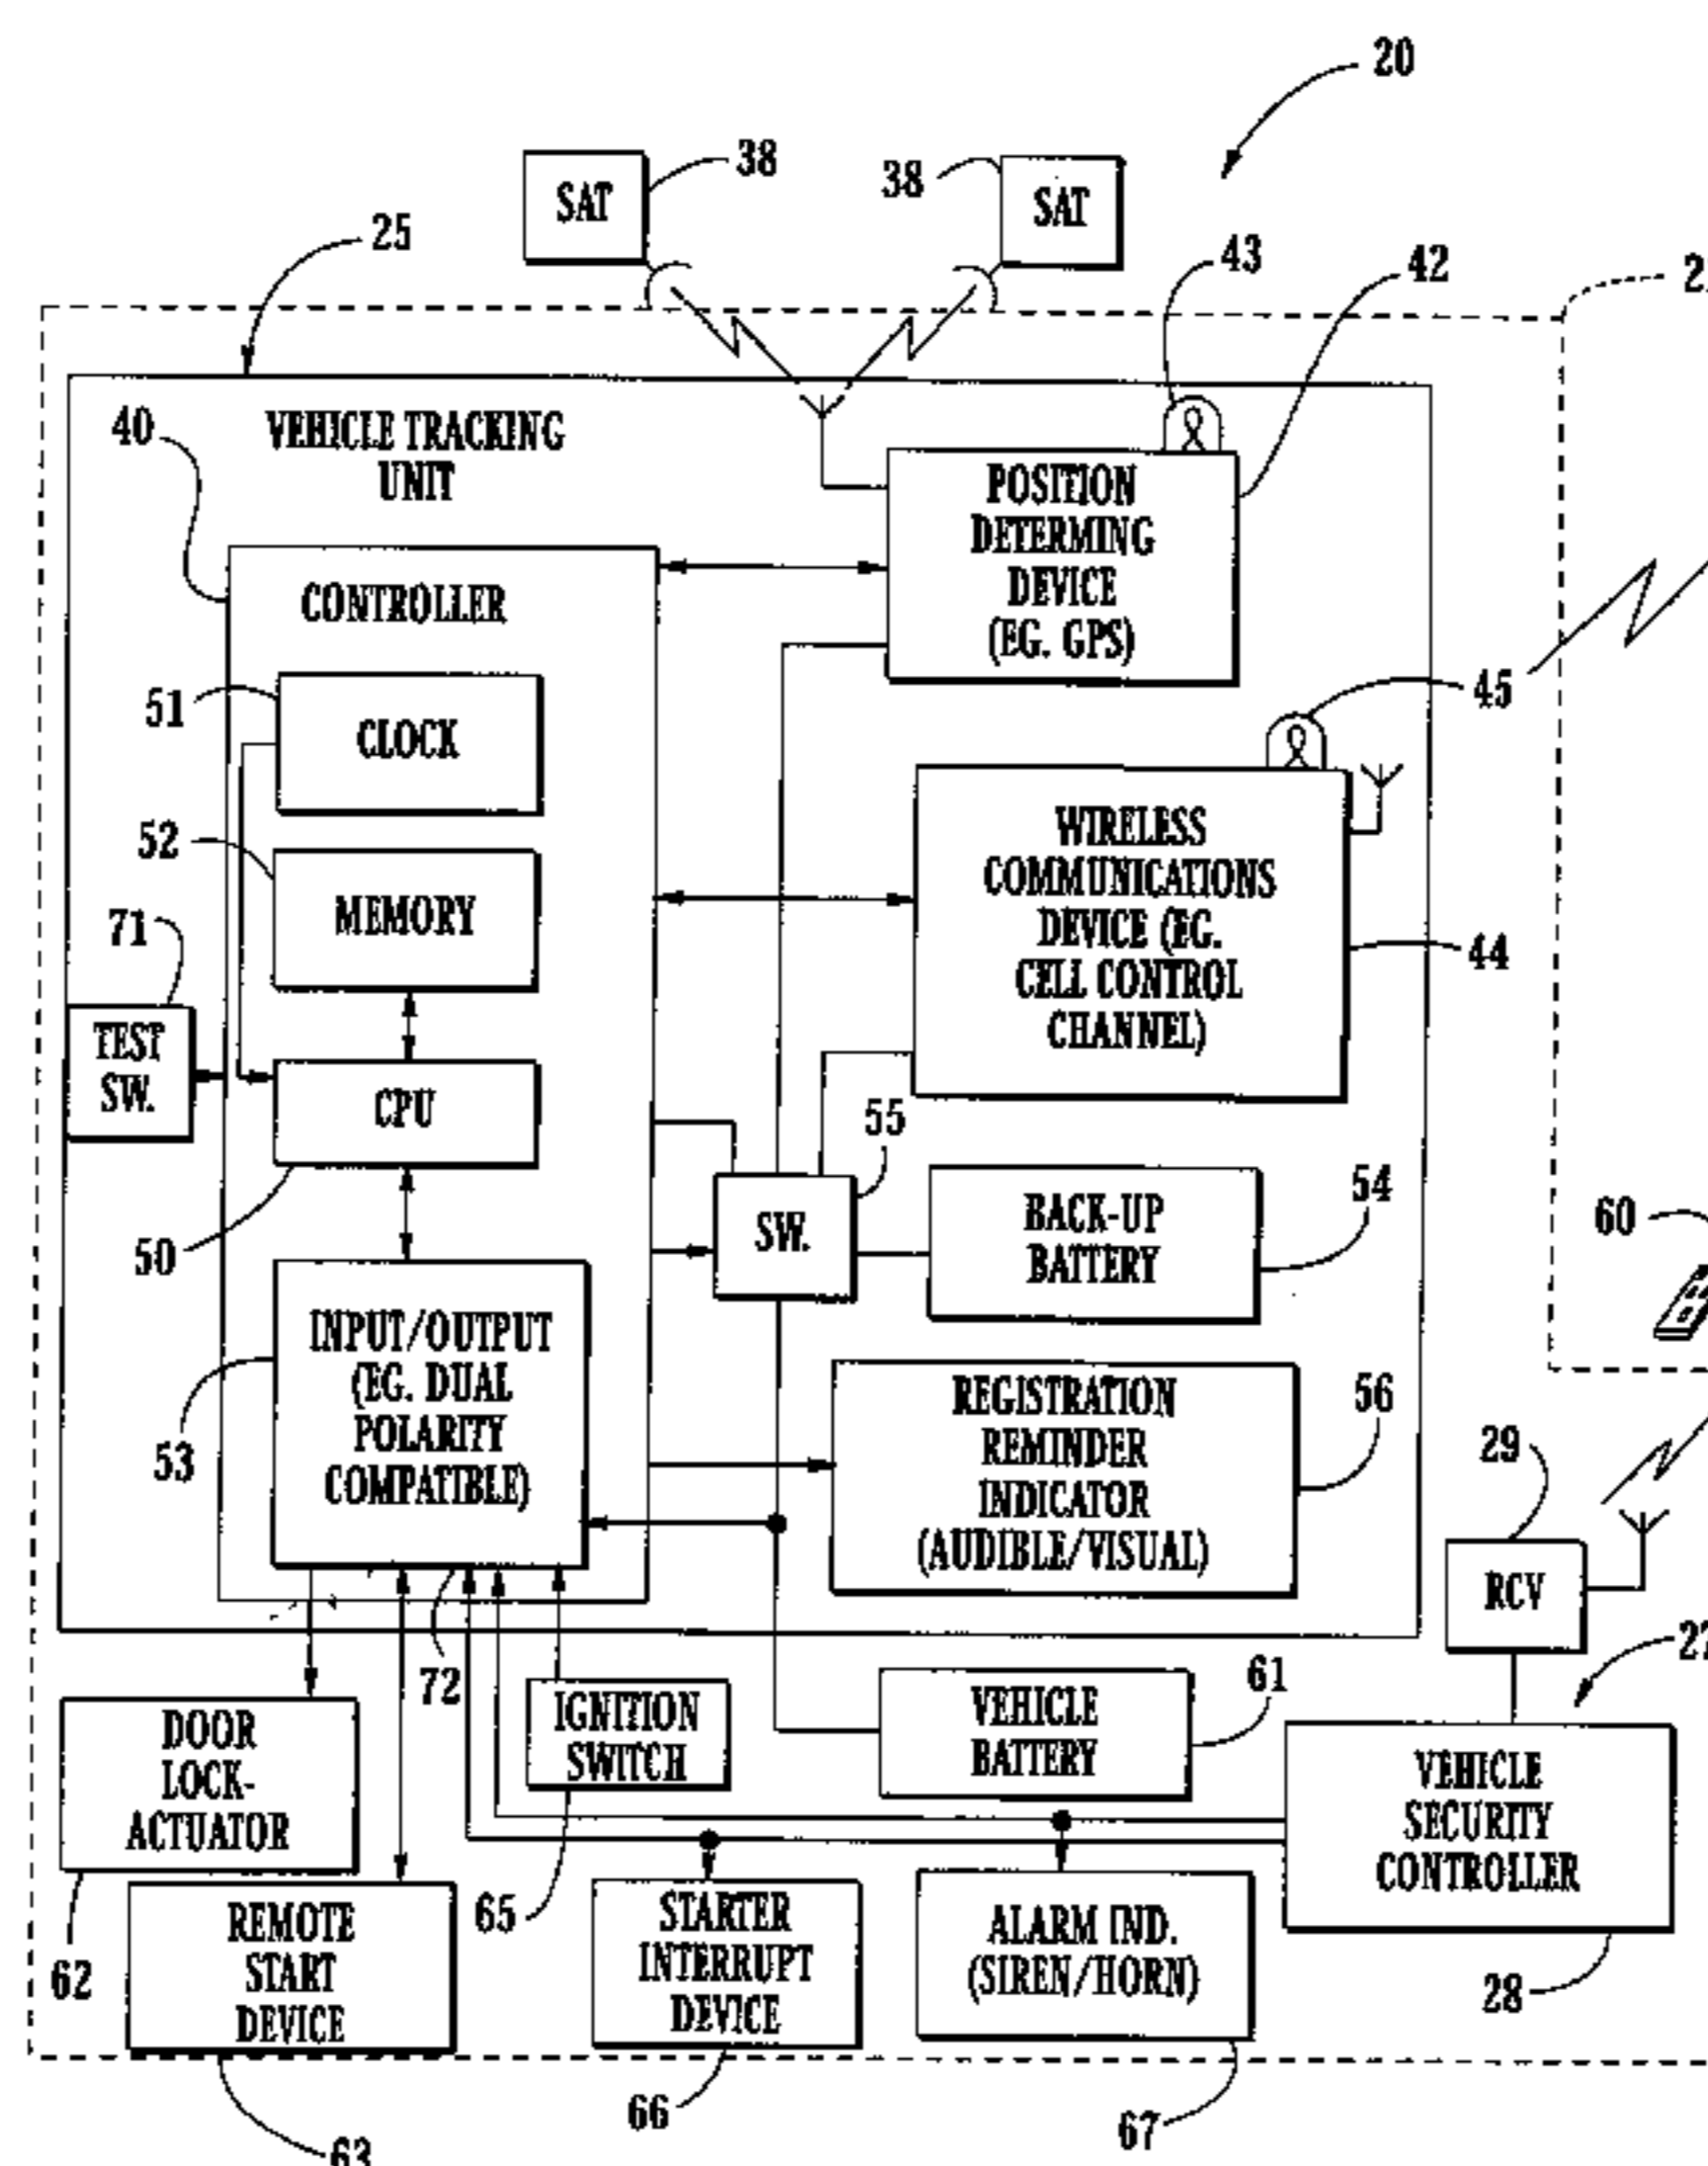 20
SAT
38
38
SAT
25
43
42
2
40
VEHICLE TRACKING
UNIT
POSITION
DETERMING
DEVICE
(EG. GPS)
CONTROLLER
45
51
CLOCK
WIRELESS
COMMUNICATIONS
DEVICE (EG.
CELL CONTROL
CHANNEL)
52
MEMORY
71
44
TEST
SW.
CPU
55
50
SW.
BACK-UP
BATTERY
54
60
INPUT/OUTPUT
(EG. DUAL
POLARITY
COMPATIBLE)
53
REGISTRATION
REMINDER
INDICATOR
(AUDIBLE/VISUAL)
56
29
RCV
27
72
IGNITION
SWITCH
VEHICLE
BATTERY
61
DOOR
LOCK-
ACTUATOR
VEHICLE
SECURITY
CONTROLLER
62
REMOTE
START
DEVICE
65
STARTER
INTERRUPT
DEVICE
ALARM IND.
(SIREN/HORN)
28
63
66
67